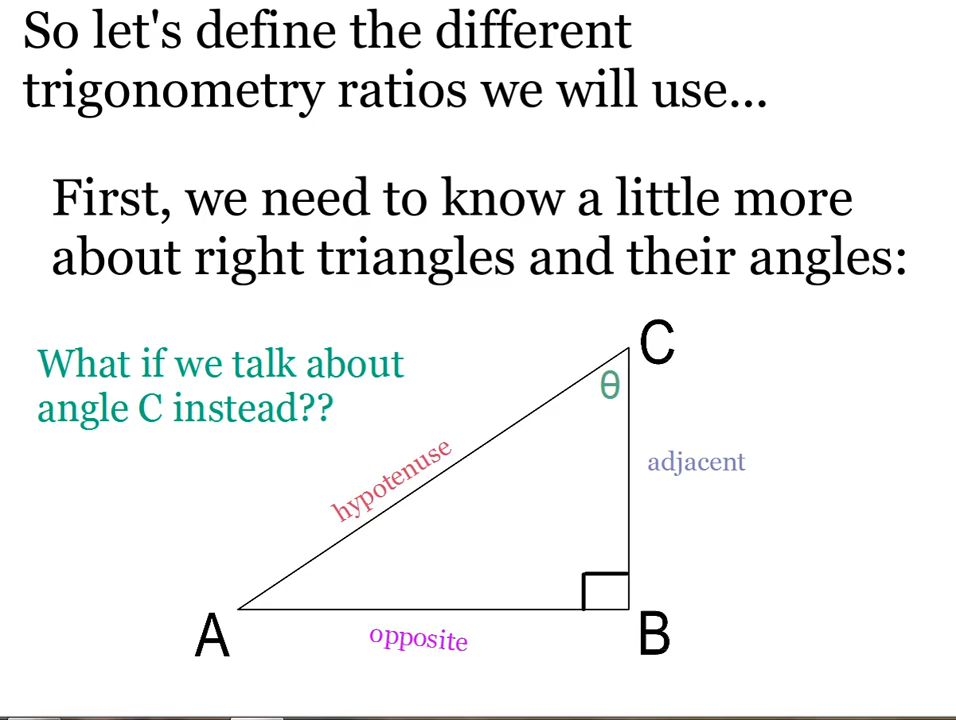 So let's define the different
trigonometry ratios we will use...
First, we need to know a little more
about right triangles and their angles:
What if we talk about
angle C instead??
C
θ
hypotenuse
adjacent
A
opposite
B